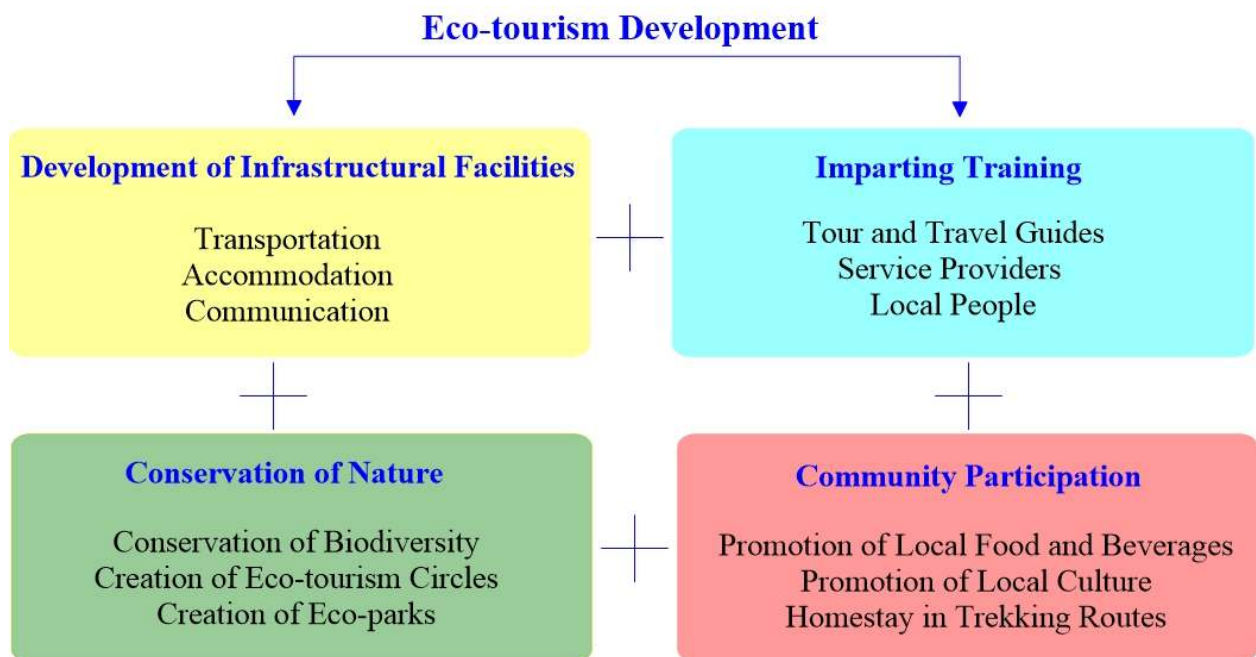 Eco-tourism Development
Development of Infrastructural Facilities
Transportation
Accommodation
Communication
Imparting Training
Tour and Travel Guides
Service Providers
Local People
Conservation of Nature
Conservation of Biodiversity
Creation of Eco-tourism Circles
Creation of Eco-parks
Community Participation
Promotion of Local Food and Beverages
Promotion of Local Culture
Homestay in Trekking Routes